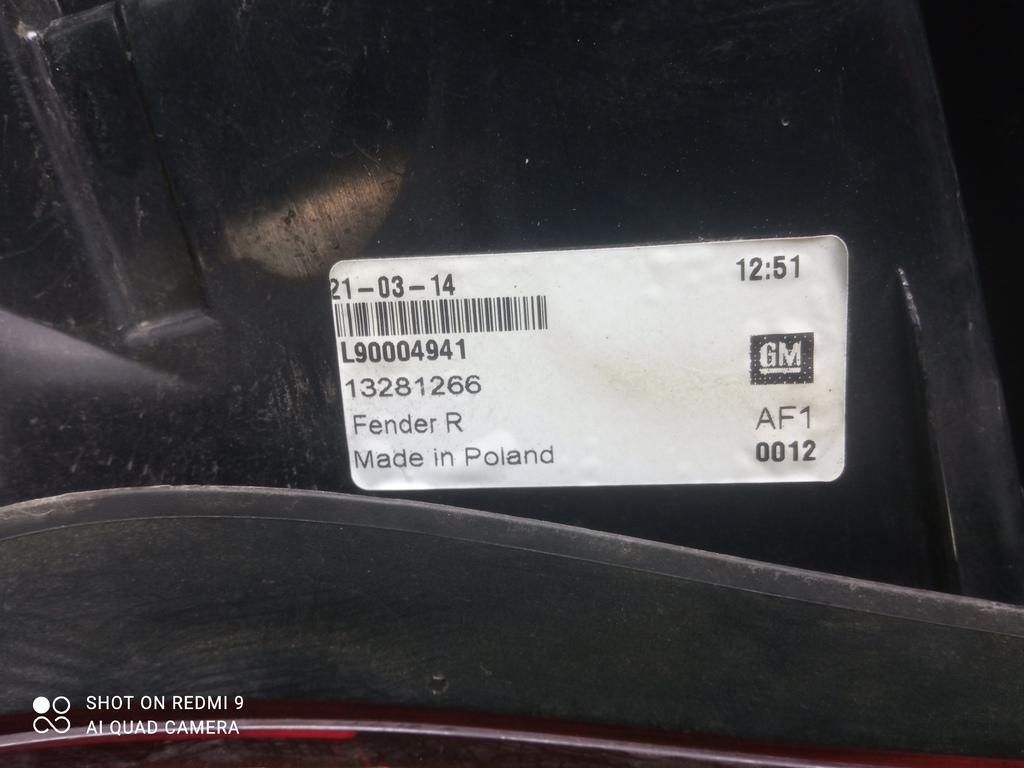 21-03-14
12:51
L90004941
13281266
GM
Fender R
AF1
Made in Poland
0012
SHOT ON REDMI 9
AI QUAD CAMERA